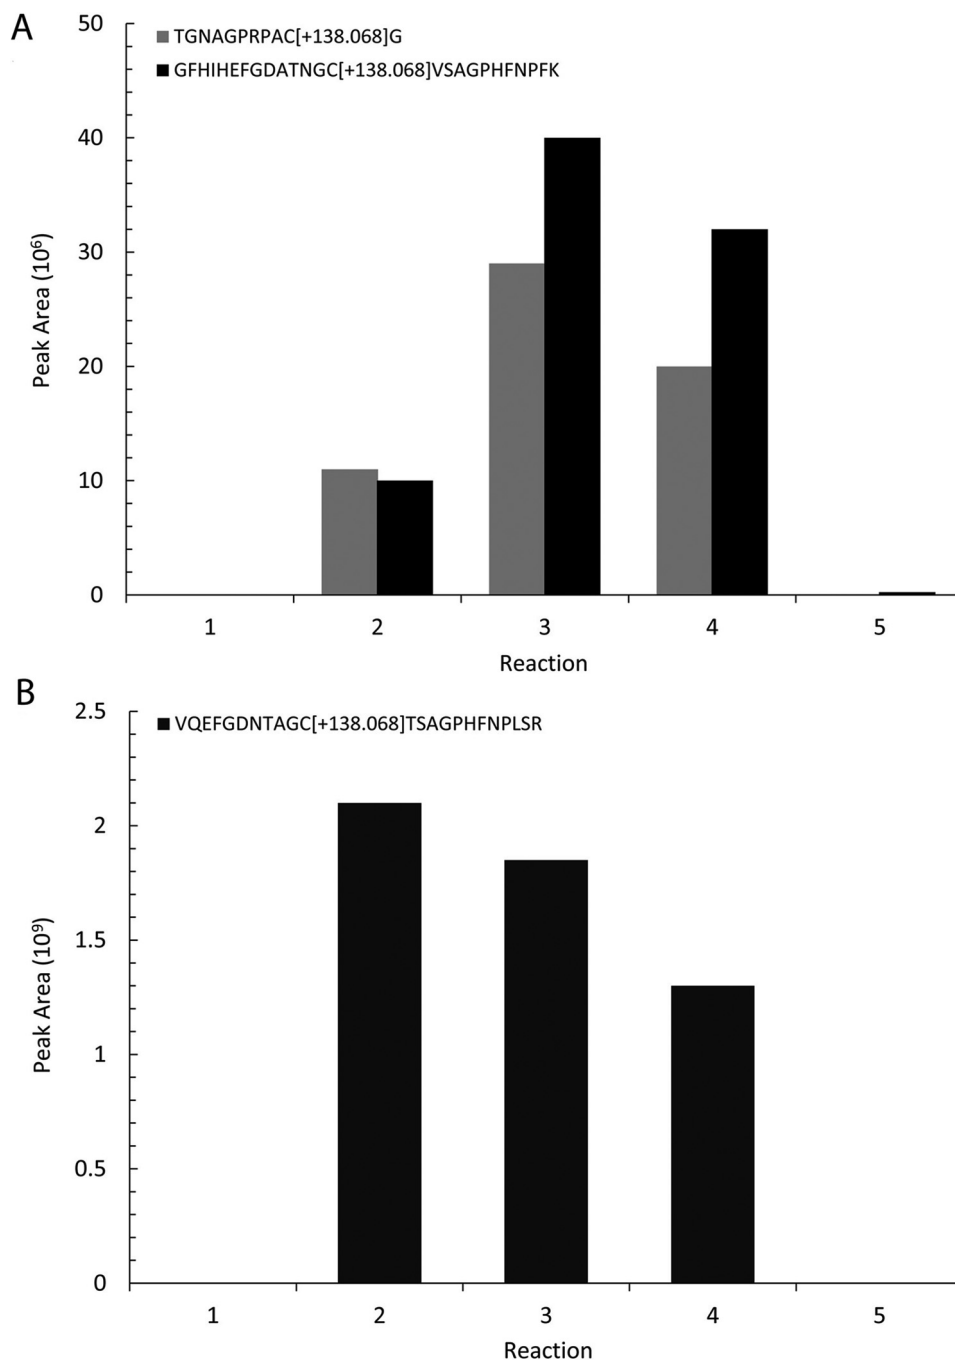 A
50
TGNAGPRPAC[+138.068]G
GFHIHEFGDATNGC[+138.068]VSAGPHFNPFK
40
30
20
10
0
Peak Area (10⁶)
1 2 3 4 5
Reaction
B
2.5
VQEFGDNTAGC[+138.068]TSAGPHFNPLSR
2
1.5
1
0.5
0
Peak Area (10⁹)
1 2 3 4 5
Reaction